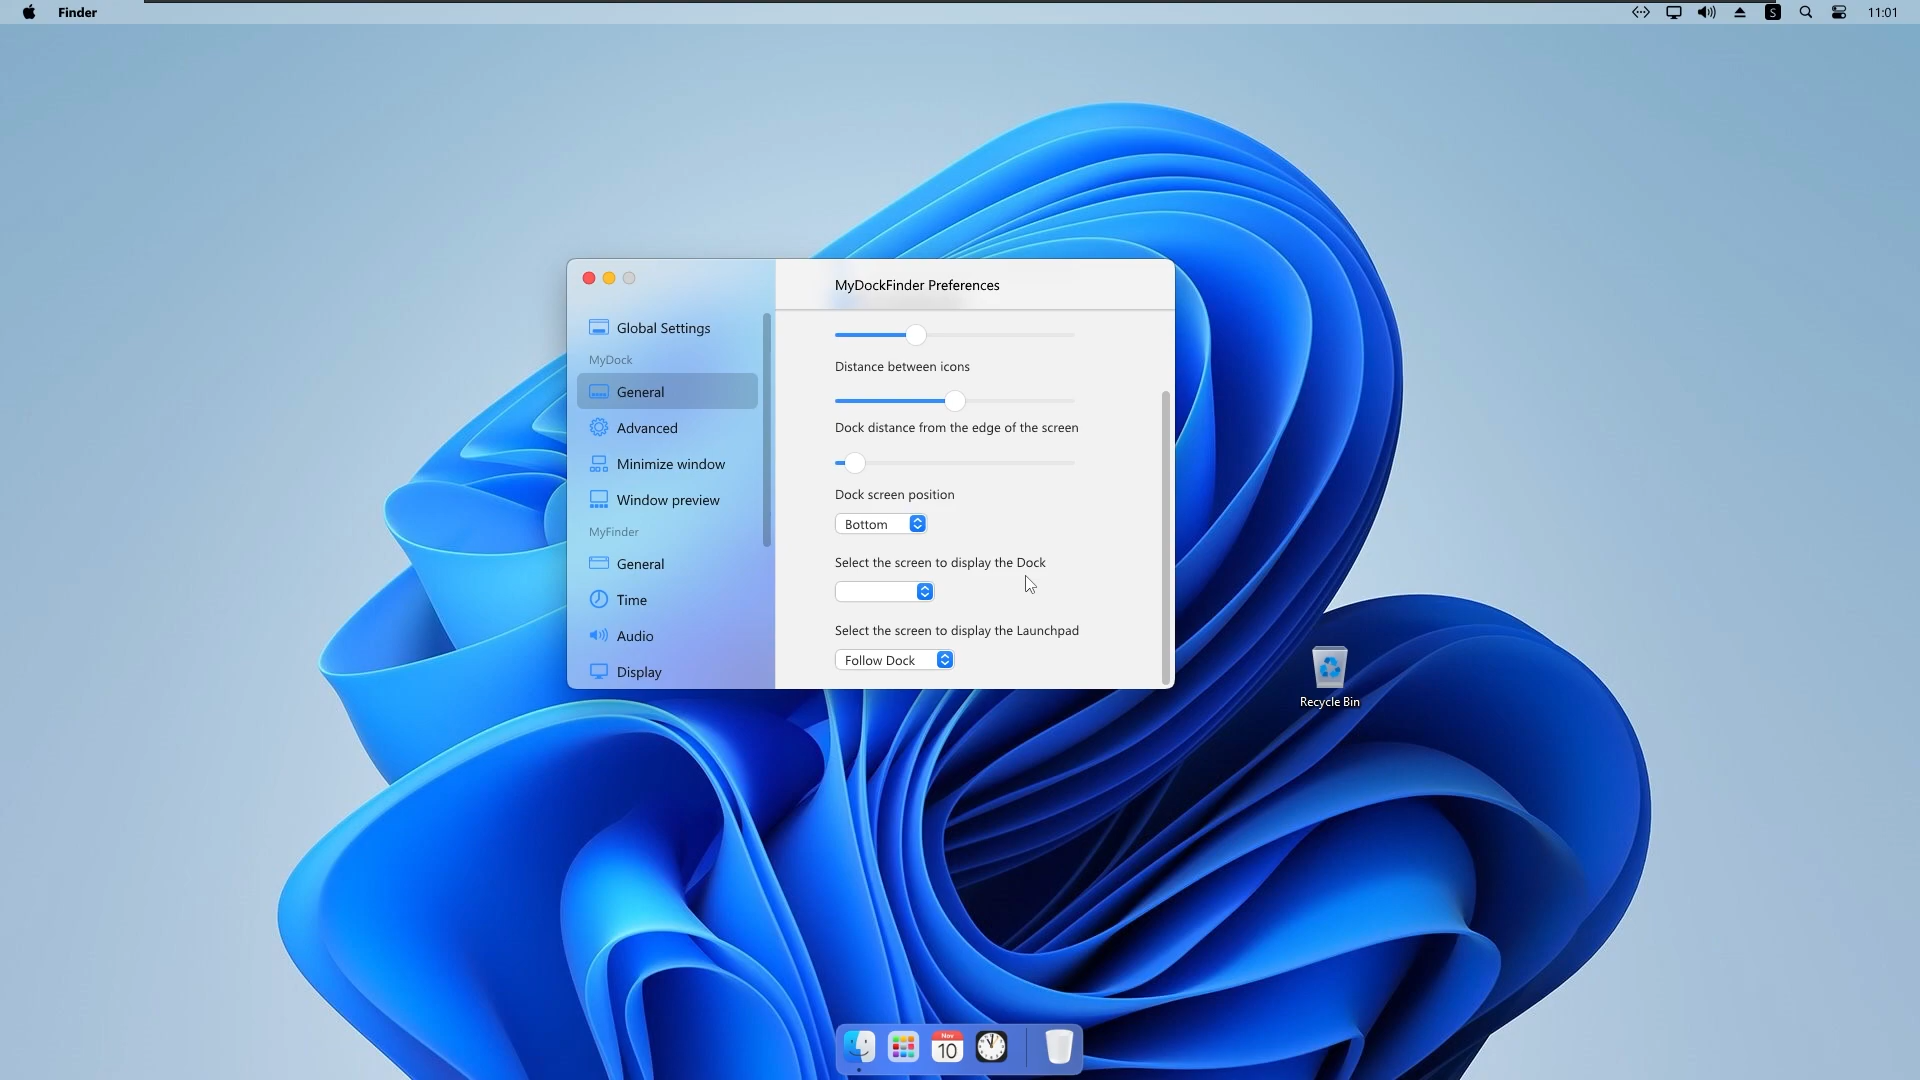 Finder
S
11:01
MyDockFinder Preferences
Global Settings
MyDock
General
Advanced
Minimize window
Window preview
MyFinder
General
Time
Audio
Display
Distance between icons
Dock distance from the edge of the screen
Dock screen position
Bottom
Select the screen to display the Dock
Select the screen to display the Launchpad
Follow Dock
Recycle Bin
Nov
10